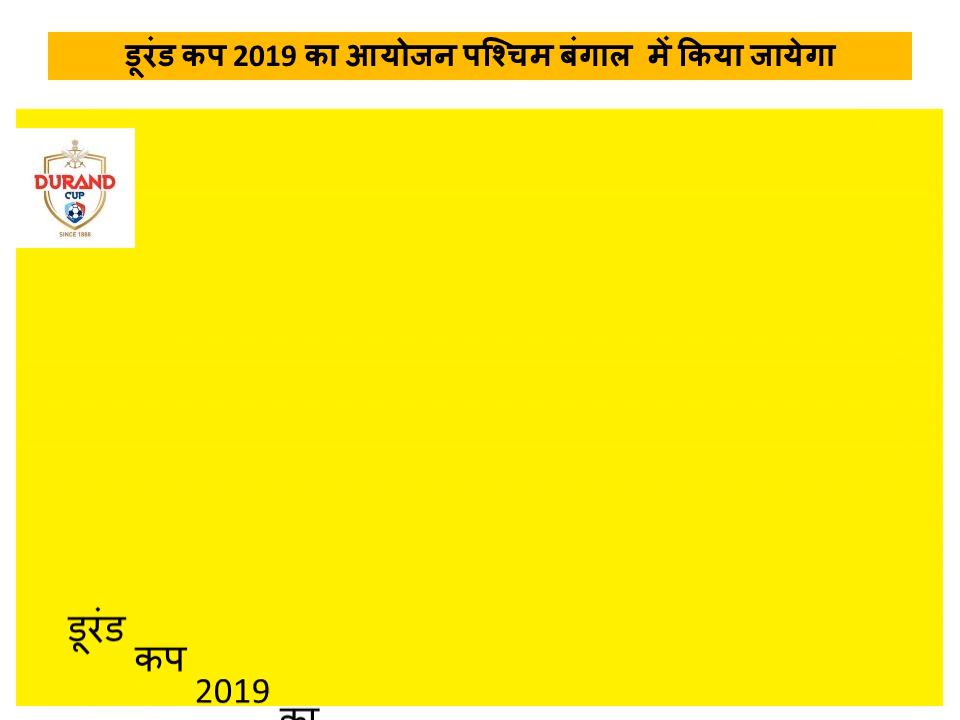 डूरंड कप 2019 का आयोजन पश्चिम बंगाल में किया जायेगा
DURAND
CUP
SINCE 1888
डूरंड
कप
2019
का